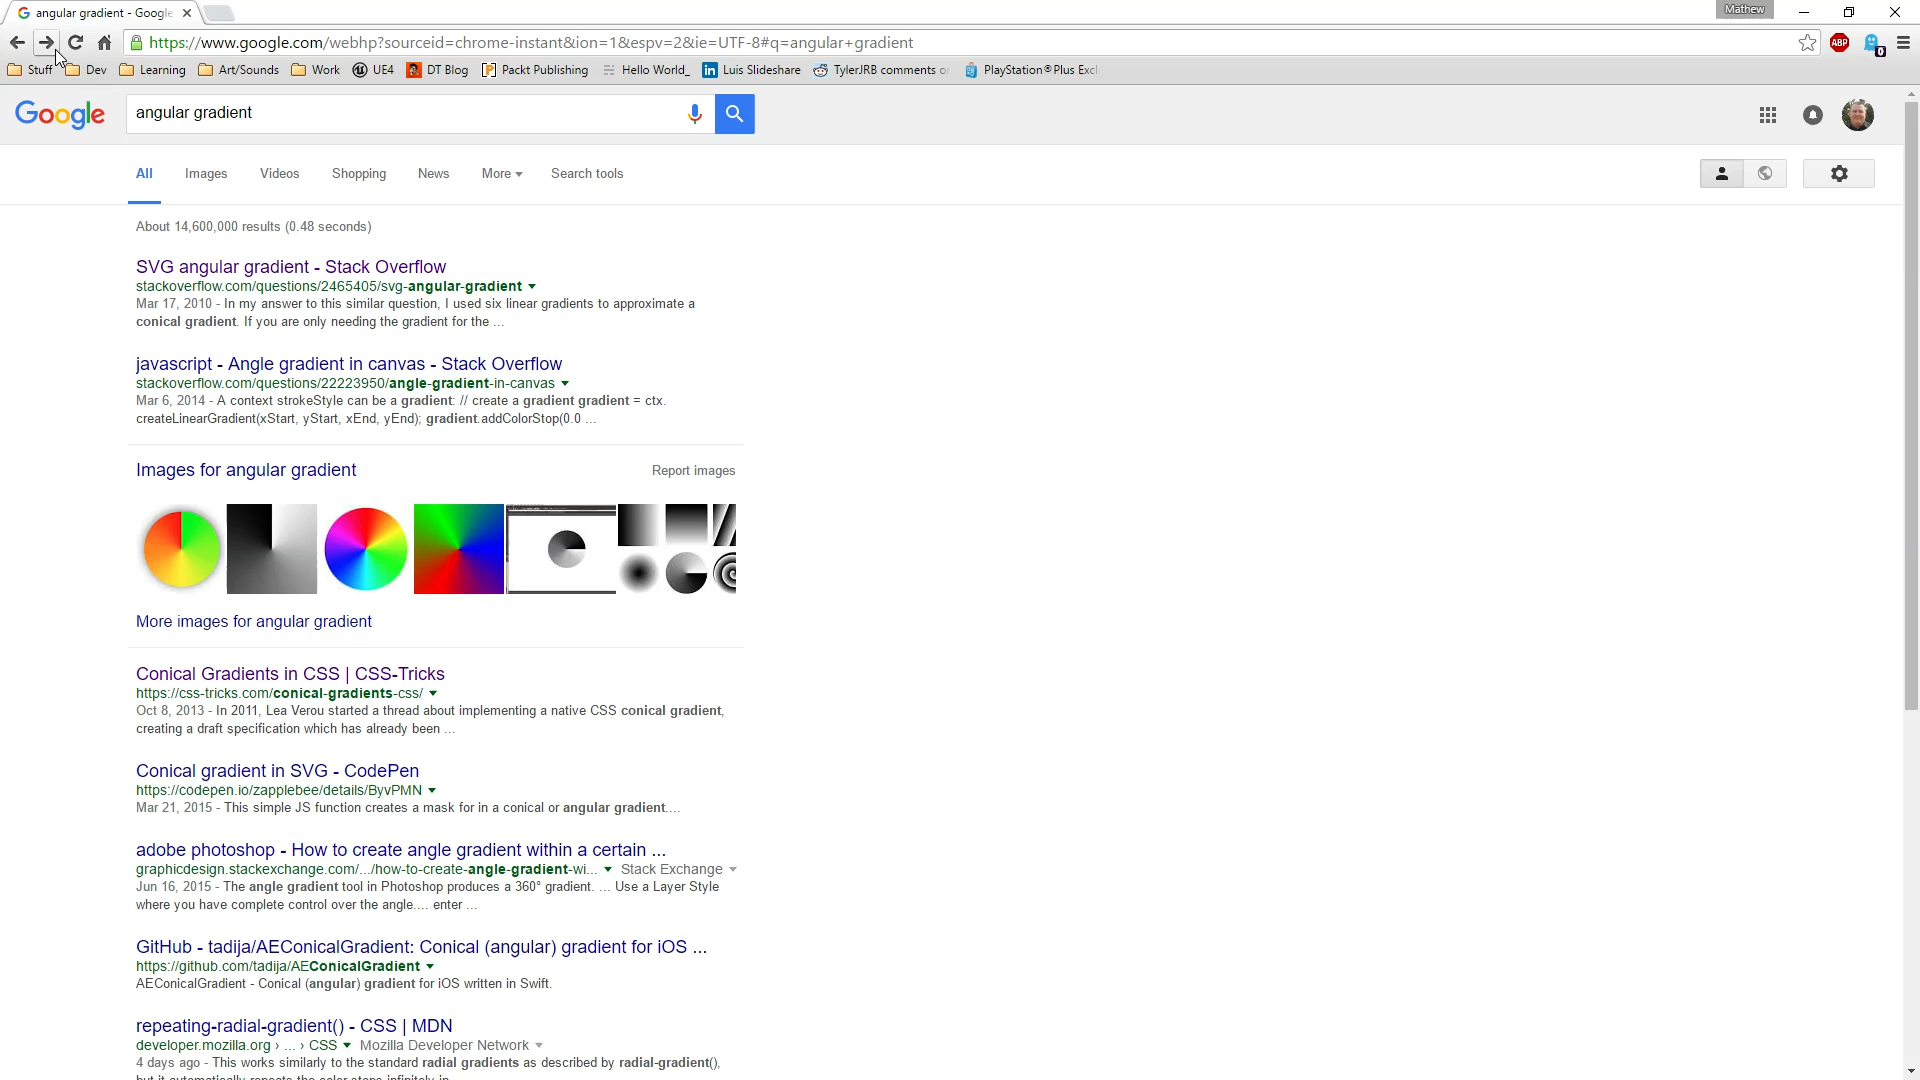 angular gradient - Google
Mathew
https://www.google.com/webhp?sourceid=chrome-instant&ion=1&espv=2&ie=UTF-8#q=angular+gradient
ABP
0
Stuff
Dev
Learning
Art/Sounds
Work
UE4
DT Blog
Packt Publishing
Hello World_
Luis Slideshare
TylerJRB comments
PlayStation®Plus Excl
Google
angular gradient
All
Images
Videos
Shopping
News
More
Search tools
About 14,600,000 results (0.48 seconds)
SVG angular gradient - Stack Overflow
stackoverflow.com/questions/2465405/svg-angular-gradient
Mar 17, 2010 - In my answer to this similar question, I used six linear gradients to approximate a
conical gradient. If you are only needing the gradient for the ...
javascript - Angle gradient in canvas - Stack Overflow
stackoverflow.com/questions/22223950/angle-gradient-in-canvas
Mar 6, 2014 - A context strokeStyle can be a gradient: // create a gradient gradient = ctx.
createLinearGradient(xStart, yStart, xEnd, yEnd); gradient.addColorStop(0.0 ...
Images for angular gradient
Report images
More images for angular gradient
Conical Gradients in CSS | CSS-Tricks
https://css-tricks.com/conical-gradients-css/
Oct 8, 2013 - In 2011, Lea Verou started a thread about implementing a native CSS conical gradient,
creating a draft specification which has already been ...
Conical gradient in SVG - CodePen
https://codepen.io/zapplebee/details/ByvPMN
Mar 21, 2015 - This simple JS function creates a mask for in a conical or angular gradient....
adobe photoshop - How to create angle gradient within a certain ...
graphicdesign.stackexchange.com/.../how-to-create-angle-gradient-wi... Stack Exchange
Jun 16, 2015 - The angle gradient tool in Photoshop produces a 360° gradient. ... Use a Layer Style
where you have complete control over the angle.... enter ...
GitHub - tadija/AEConicalGradient: Conical (angular) gradient for iOS ...
https://github.com/tadija/AEConicalGradient
AEConicalGradient - Conical (angular) gradient for iOS written in Swift.
repeating-radial-gradient() - CSS | MDN
developer.mozilla.org › ... › CSS Mozilla Developer Network
4 days ago - This works similarly to the standard radial gradients as described by radial-gradient(),
but it automatically repeats the color stops infinitely in